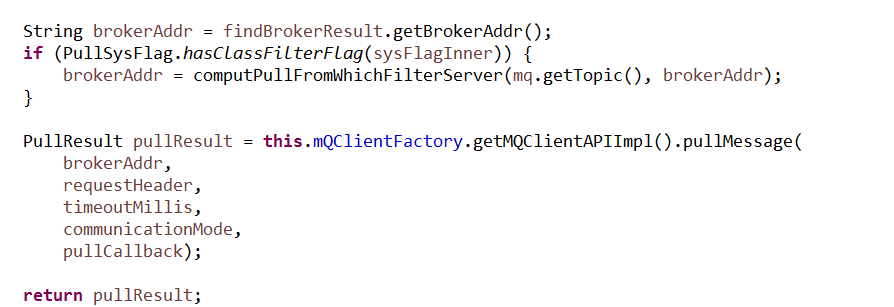 String brokerAddr = findBrokerResult.getBrokerAddr();
if (PullSysFlag.hasClassFilterFlag(sysFlagInner)) {
    brokerAddr = computPullFromWhichFilterServer(mq.getTopic(), brokerAddr);
}

PullResult pullResult = this.mQClientFactory.getMQClientAPIImpl().pullMessage(
    brokerAddr,
    requestHeader,
    timeoutMillis,
    communicationMode,
    pullCallback);

return pullResult;